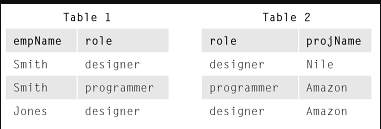 Table 1 Table 2
empName role role projName
Smith designer designer Nile
Smith programmer programmer Amazon
Jones designer designer Amazon